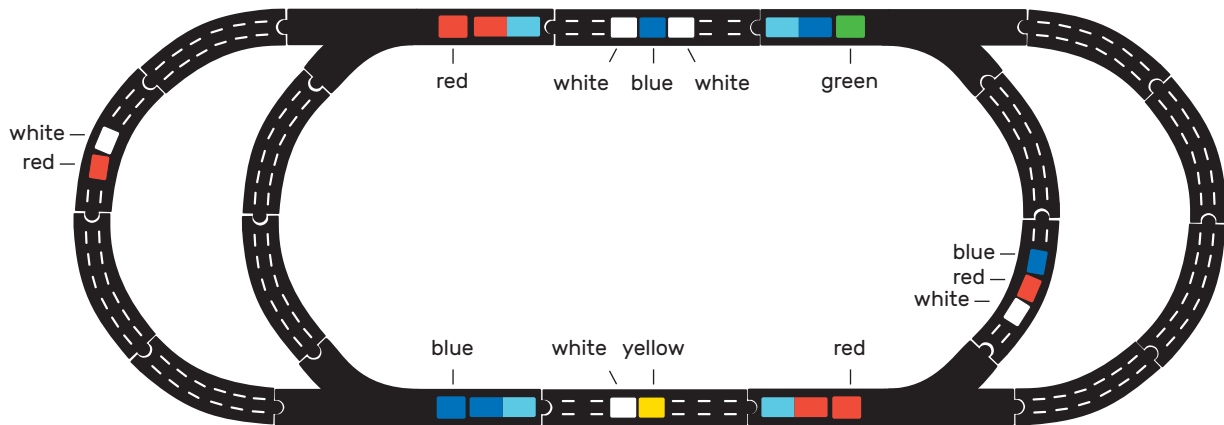 red
white blue white
green
white
red
blue
red
white
blue
white yellow
red